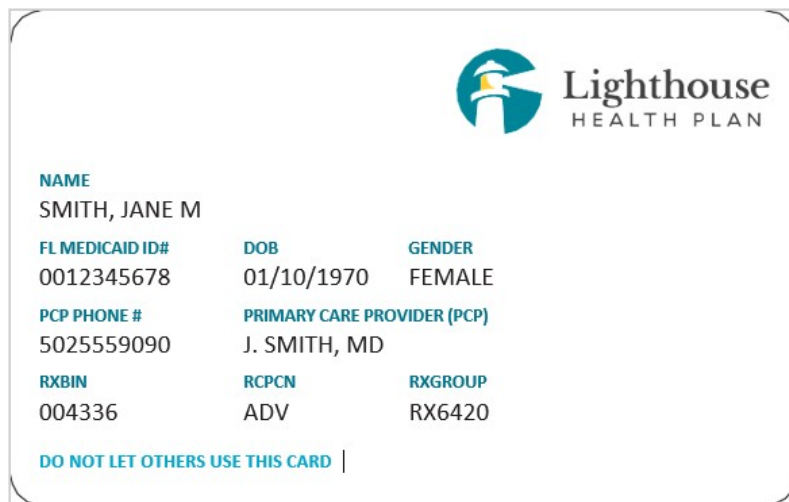 Lighthouse
HEALTH PLAN
NAME
SMITH, JANE M
FL MEDICAID ID# DOB GENDER
0012345678 01/10/1970 FEMALE
PCP PHONE # PRIMARY CARE PROVIDER (PCP)
5025559090 J. SMITH, MD
RXBIN RCPCN RXGROUP
004336 ADV RX6420
DO NOT LET OTHERS USE THIS CARD